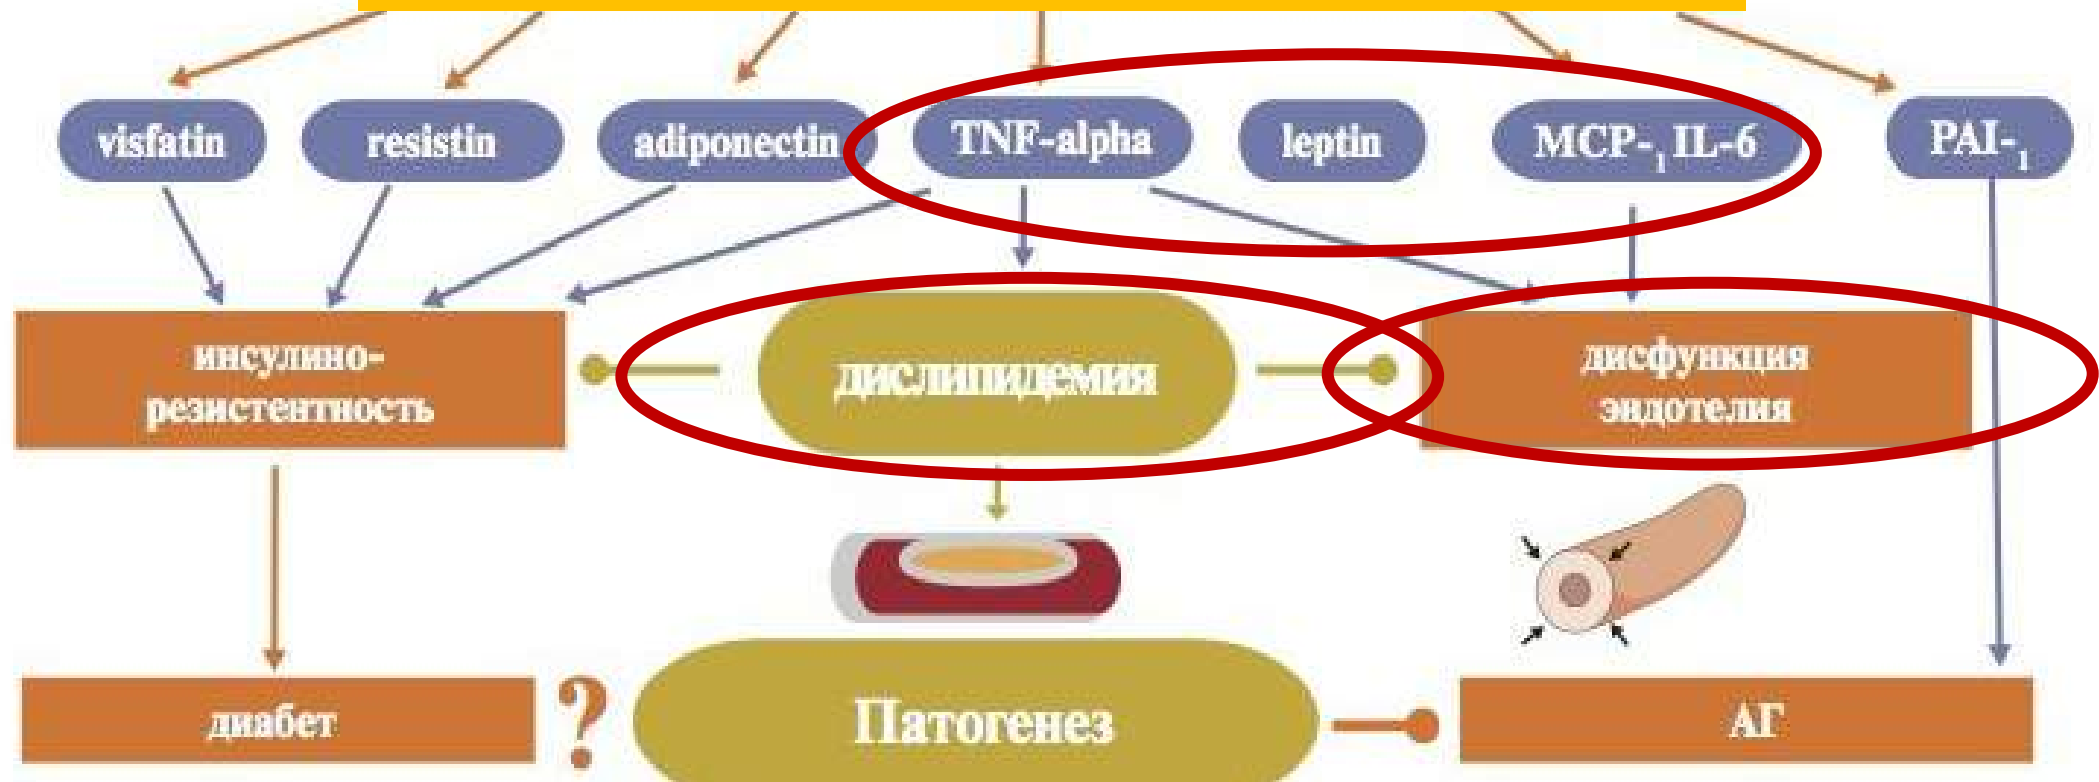 visfatin
resistin
adiponectin
TNF-alpha
leptin
MCP-₁ IL-6
PAI-₁
инсулино-
резистентность
дислипидемия
дисфункция
эндотелия
диабет
?
Патогенез
АГ